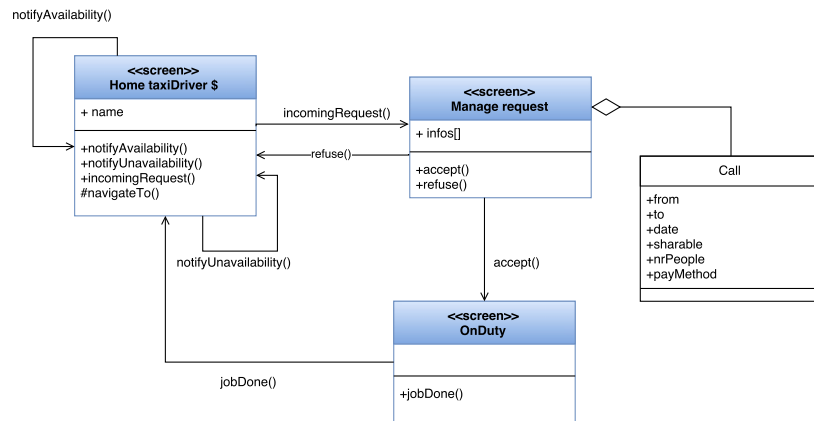 notifyAvailability()
<<screen>>
Home taxiDriver $
+ name
+notifyAvailability()
+notifyUnavailability()
+incomingRequest()
#navigateTo()
notifyUnavailability()
incomingRequest()
refuse()
<<screen>>
Manage request
+ infos[]
+accept()
+refuse()
Call
+from
+to
+date
+sharable
+nrPeople
+payMethod
accept()
<<screen>>
OnDuty
+jobDone()
jobDone()